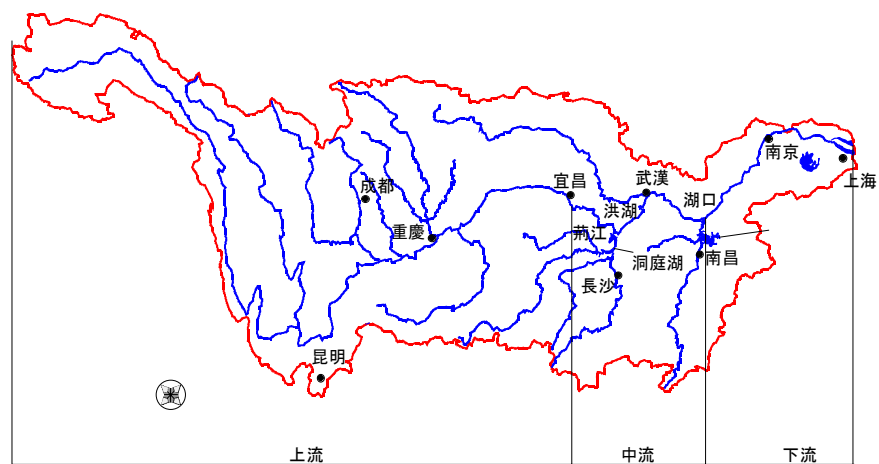 南京
上海
成都
宜昌
武漢
湖口
洪湖
重慶
荊江
洞庭湖
南昌
長沙
昆明
上流
中流
下流